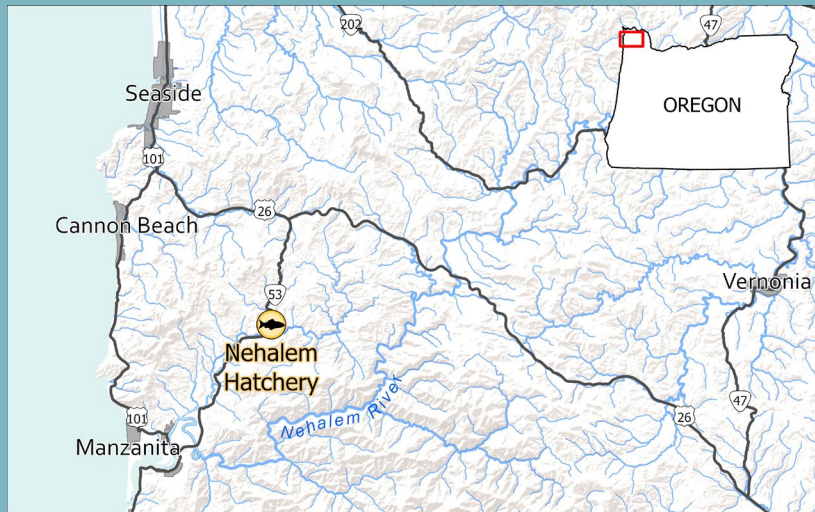 202
47
Seaside
OREGON
101
26
Cannon Beach
Vernonia
53
Nehalem
Hatchery
Nehalem River
47
101
26
Manzanita